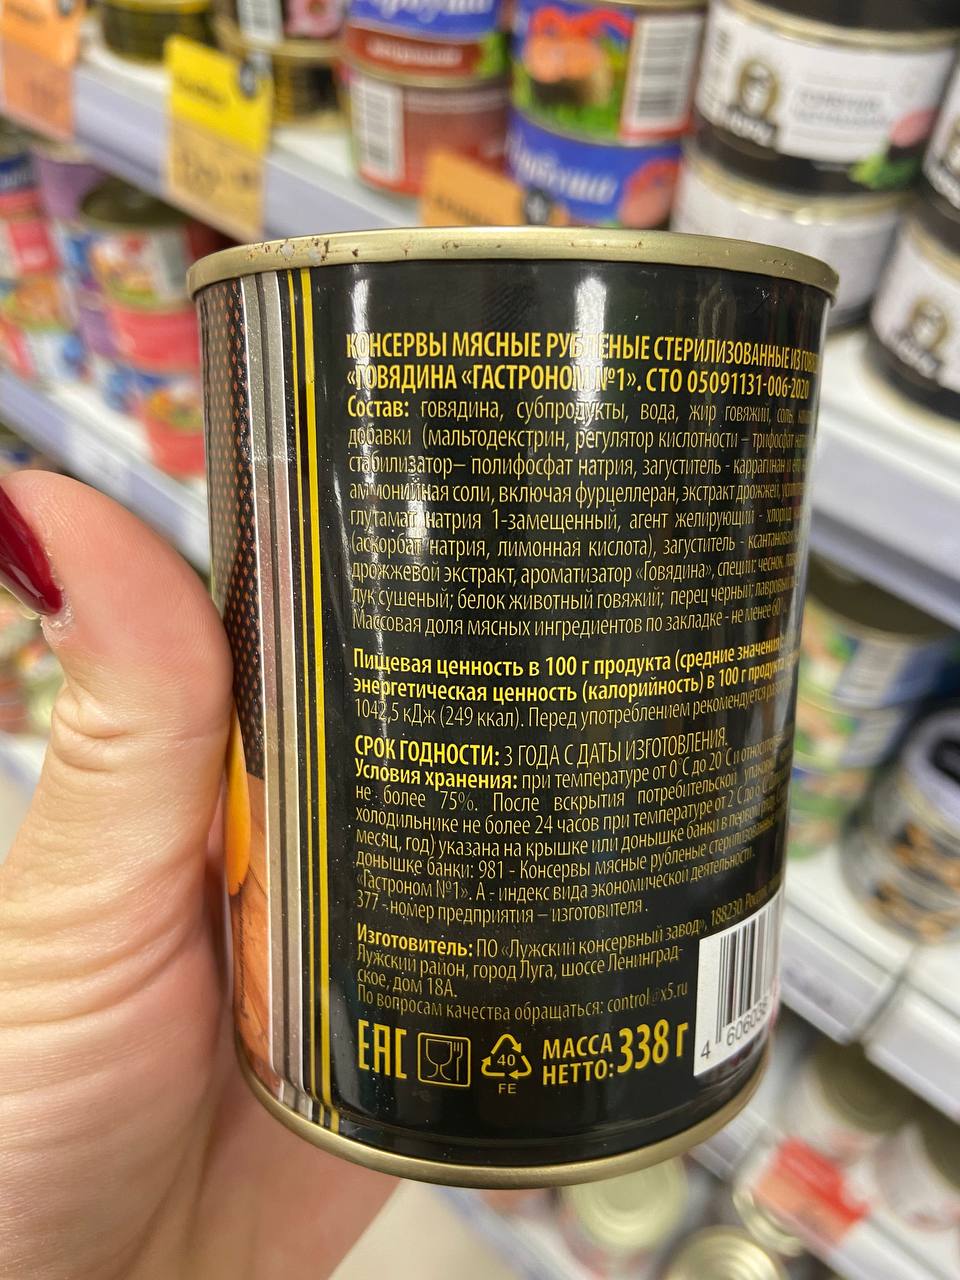 КОНСЕРВЫ МЯСНЫЕ РУБЛЕНЫЕ СТЕРИЛИЗОВАННЫЕ ИЗ
«ГОВЯДИНА «ГАСТРОНОМ №1». СТО 05091131-006-2020
Состав: говядина, субпродукты, вода, жир говяжий, соль,
добавки (мальтодекстрин, регулятор кислотности – трифосфат
стабилизатор– полифосфат натрия, загуститель - каррагинан и его
аммонийная соли, включая фурцеллеран, экстракт дрожжей,
глутамат натрия 1-замещенный, агент желирующий - хлорид
(аскорбат натрия, лимонная кислота), загуститель -
дрожжевой экстракт, ароматизатор «Говядина», специи: чеснок,
лук сушеный; белок животный говяжий; перец черный; лавровый
Массовая доля мясных ингредиентов по закладке - не менее 60
Пищевая ценность в 100 г продукта (средние значения
энергетическая ценность (калорийность) в 100 г продукта
1042,5 кДж (249 ккал). Перед употреблением рекомендуется
СРОК ГОДНОСТИ: 3 ГОДА С ДАТЫ ИЗГОТОВЛЕНИЯ.
Условия хранения: при температуре от 0°С до 20°С и
не более 75%. После вскрытия потребительской упаковки
холодильнике не более 24 часов при температуре от 2°С до 6°С
месяц, год) указана на крышке или донышке банки в первом ряду.
донышке банки: 981 - Консервы мясные рубленые стерилизованные
«Гастроном №1». А - индекс вида экономической деятельности.
377 -номер предприятия – изготовителя.
Изготовитель: ПО «Лужский консервный завод», 188230, Россия,
Лужский район, город Луга, шоссе Ленинград-
ское, дом 18А.
По вопросам качества обращаться: control@x5.ru
ЕАС
40
FE
МАССА
НЕТТО: 338 г
4 606038